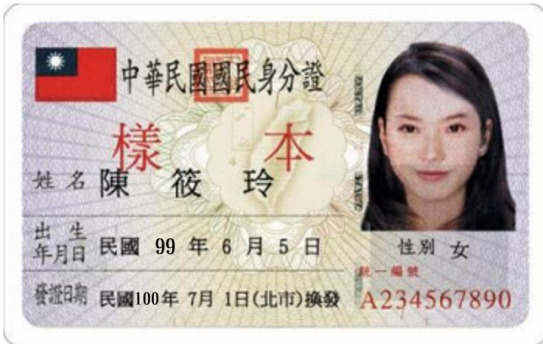 中華民國國民身分證
樣本
姓名 陳筱玲
出生年月日 民國 99 年 6 月 5 日
性別 女
統一編號
發證日期 民國100年 7月 1日(北市)換發
A234567890